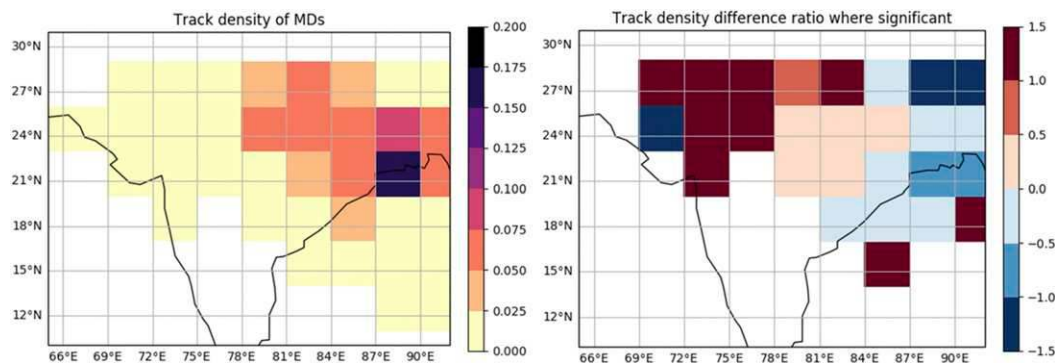 Track density of MDs
30°N
27°N
24°N
21°N
18°N
15°N
12°N
66°E 69°E 72°E 75°E 78°E 81°E 84°E 87°E 90°E
0.200
0.175
0.150
0.125
0.100
0.075
0.050
0.025
0.000
Track density difference ratio where significant
30°N
27°N
24°N
21°N
18°N
15°N
12°N
66°E 69°E 72°E 75°E 78°E 81°E 84°E 87°E 90°E
1.5
1.0
0.5
0.0
−0.5
−1.0
−1.5